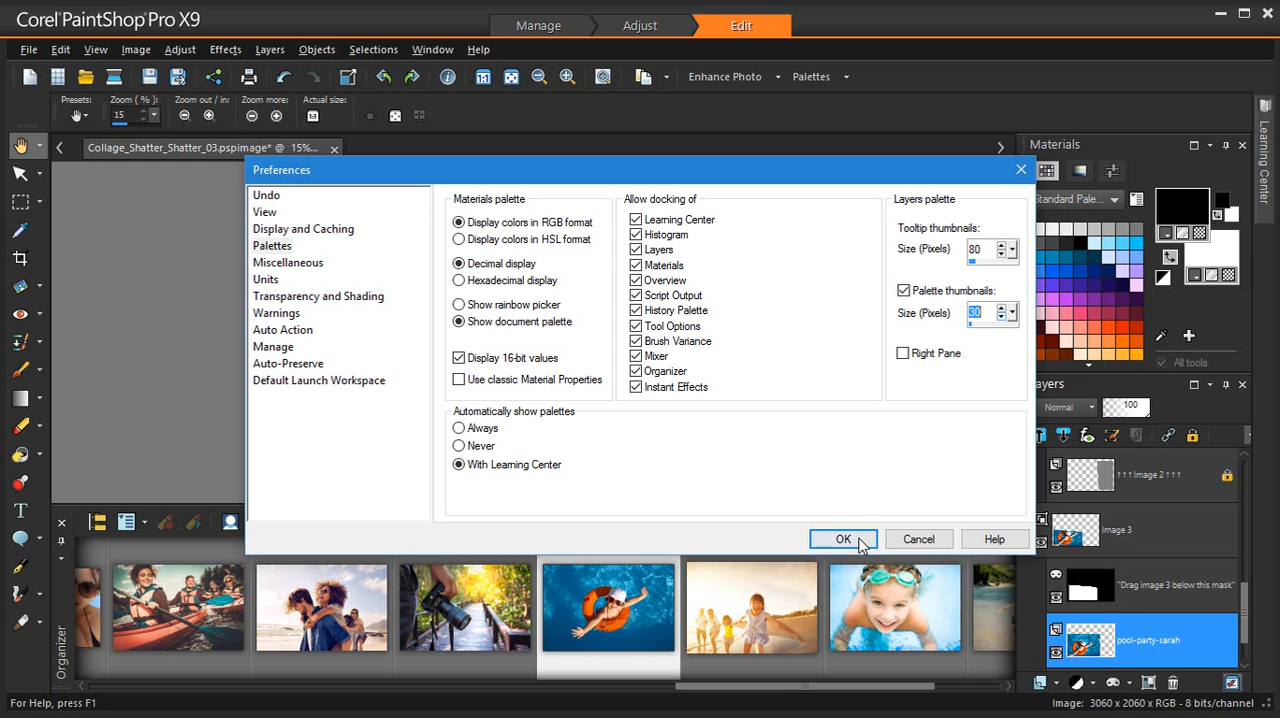 Corel® PaintShop® Pro X9
Manage
Adjust
Edit
File Edit View Image Adjust Effects Layers Objects Selections Window Help
Enhance Photo
Palettes
Presets:
Zoom ( % ):
Zoom out / in:
Zoom more:
Actual size:
15
Collage_Shatter_Shatter_03.pspimage* @ 15%...
Preferences
Undo
View
Display and Caching
Palettes
Miscellaneous
Units
Transparency and Shading
Warnings
Auto Action
Manage
Auto-Preserve
Default Launch Workspace
Materials palette
Display colors in RGB format
Display colors in HSL format
Decimal display
Hexadecimal display
Show rainbow picker
Show document palette
Display 16-bit values
Use classic Material Properties
Allow docking of
Learning Center
Histogram
Layers
Materials
Overview
Script Output
History Palette
Tool Options
Brush Variance
Mixer
Organizer
Instant Effects
Layers palette
Tooltip thumbnails:
Size (Pixels) 80
Palette thumbnails:
Size (Pixels) 30
Right Pane
Automatically show palettes
Always
Never
With Learning Center
OK
Cancel
Help
Materials
Standard Pale...
All tools
Learning Center
ayers
Normal
100
↑↑↑Image 2↑↑↑
Image 3
"Drag image 3 below this mask"
pool-party-sarah
Organizer
For Help, press F1
Image: 3060 x 2060 x RGB - 8 bits/channel